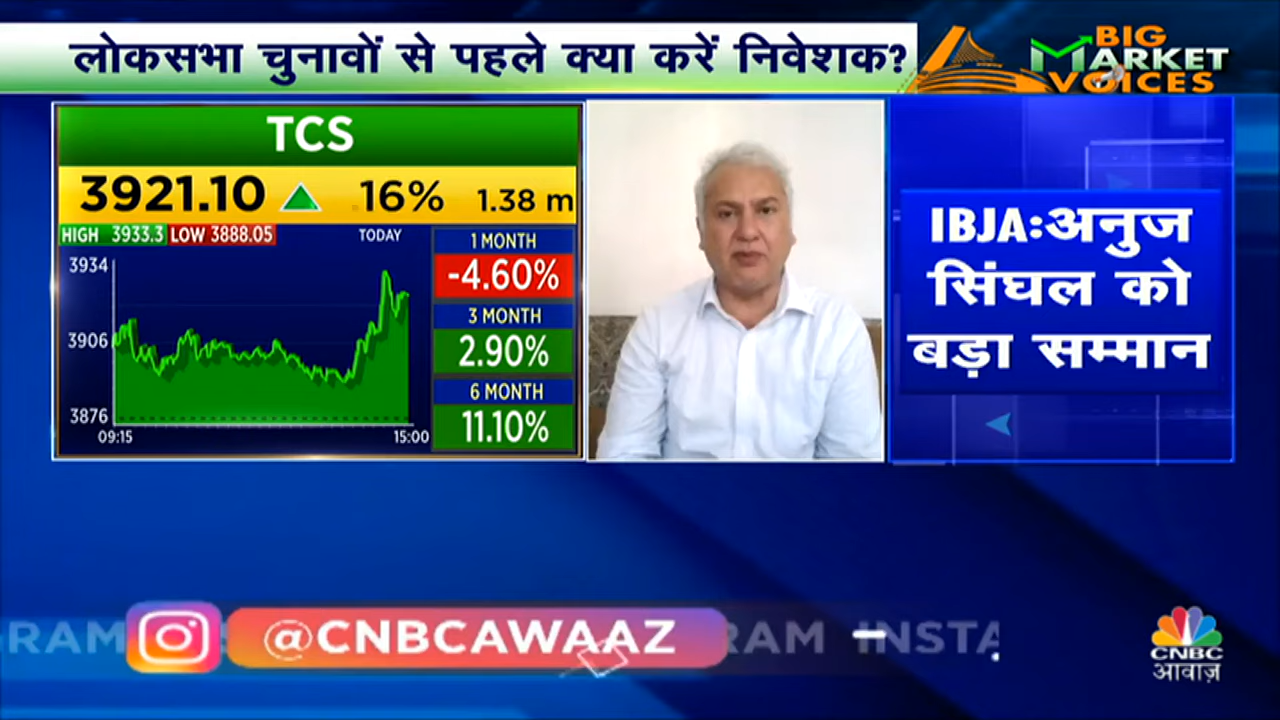 लोकसभा चुनावों से पहले क्या करें निवेशक?
BIG
MARKET
VOICES
TCS
3921.10 .16% 1.38 m
HIGH 3933.3 LOW 3888.05 TODAY
3934
3906
3876
09:15 15:00
1 MONTH
-4.60%
3 MONTH
2.90%
6 MONTH
11.10%
IBJA:अनुज
सिंघल को
बड़ा सम्मान
@CNBCAWAAZ
INSTA
CNBC
आवाज़